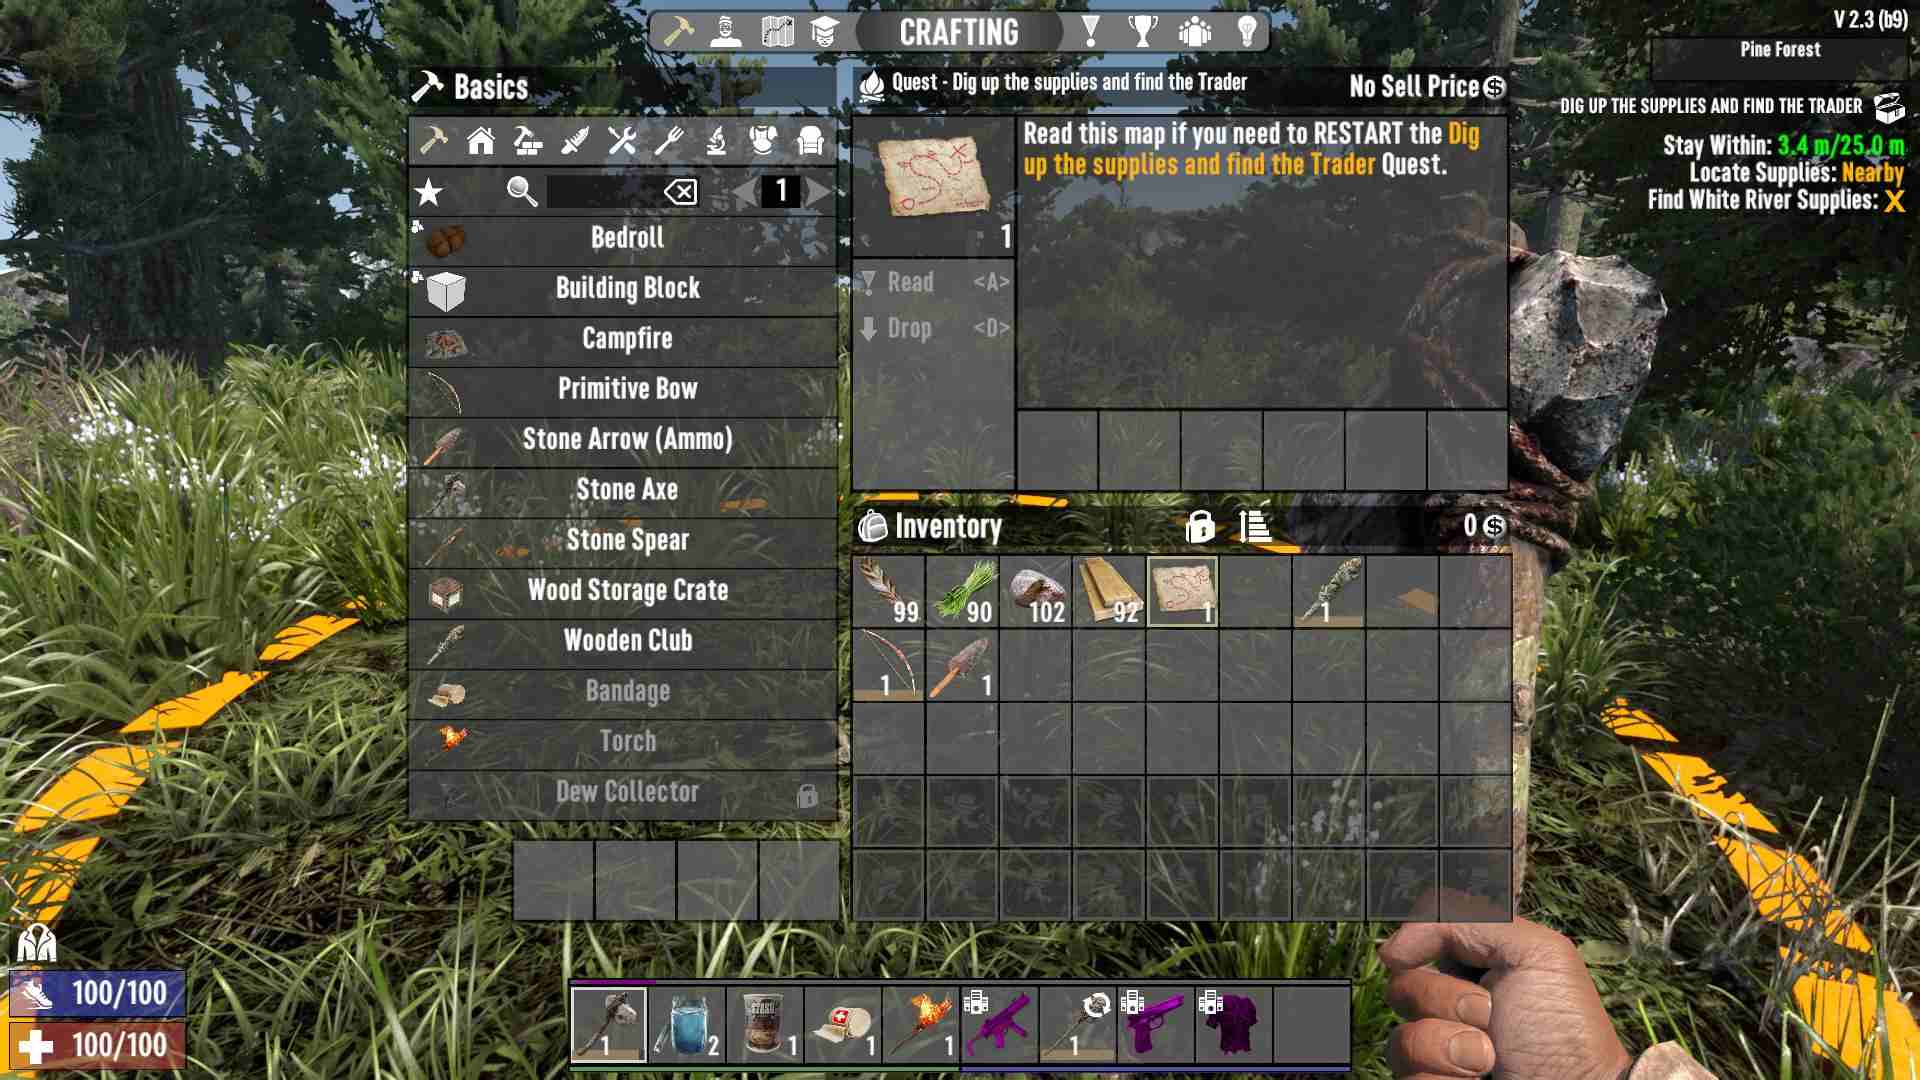 CRAFTING
V 2.3 (b9)
Pine Forest
Basics
Quest - Dig up the supplies and find the Trader
No Sell Price
DIG UP THE SUPPLIES AND FIND THE TRADER
Stay Within: 3.4 m/25.0 m
Locate Supplies: Nearby
Find White River Supplies: X
Read this map if you need to RESTART the Dig
up the supplies and find the Trader Quest.
1
1
Read <A>
Drop <D>
Bedroll
Building Block
Campfire
Primitive Bow
Stone Arrow (Ammo)
Stone Axe
Stone Spear
Wood Storage Crate
Wooden Club
Bandage
Torch
Dew Collector
Inventory
0
99
90
102
92
1
1
1
1
100/100
100/100
1
2
1
1
1
1